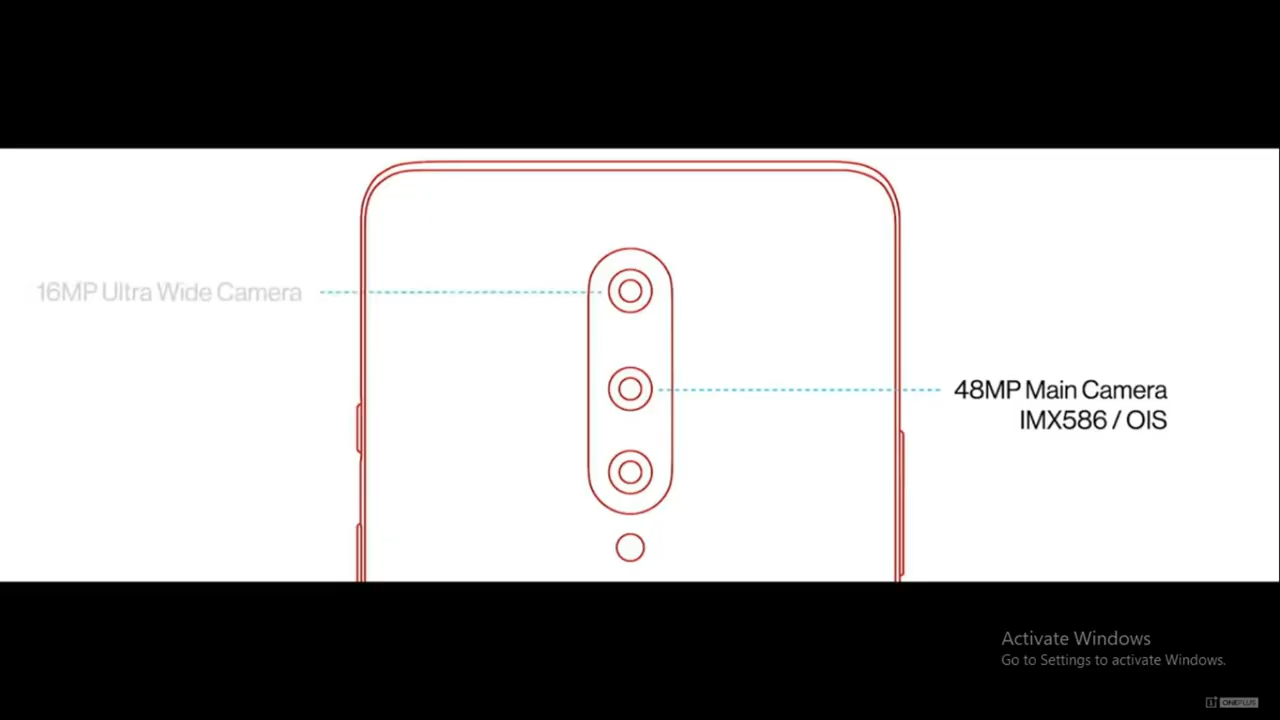 16MP Ultra Wide Camera
48MP Main Camera
IMX586 / OIS
Activate Windows
Go to Settings to activate Windows.
ONEPLUS